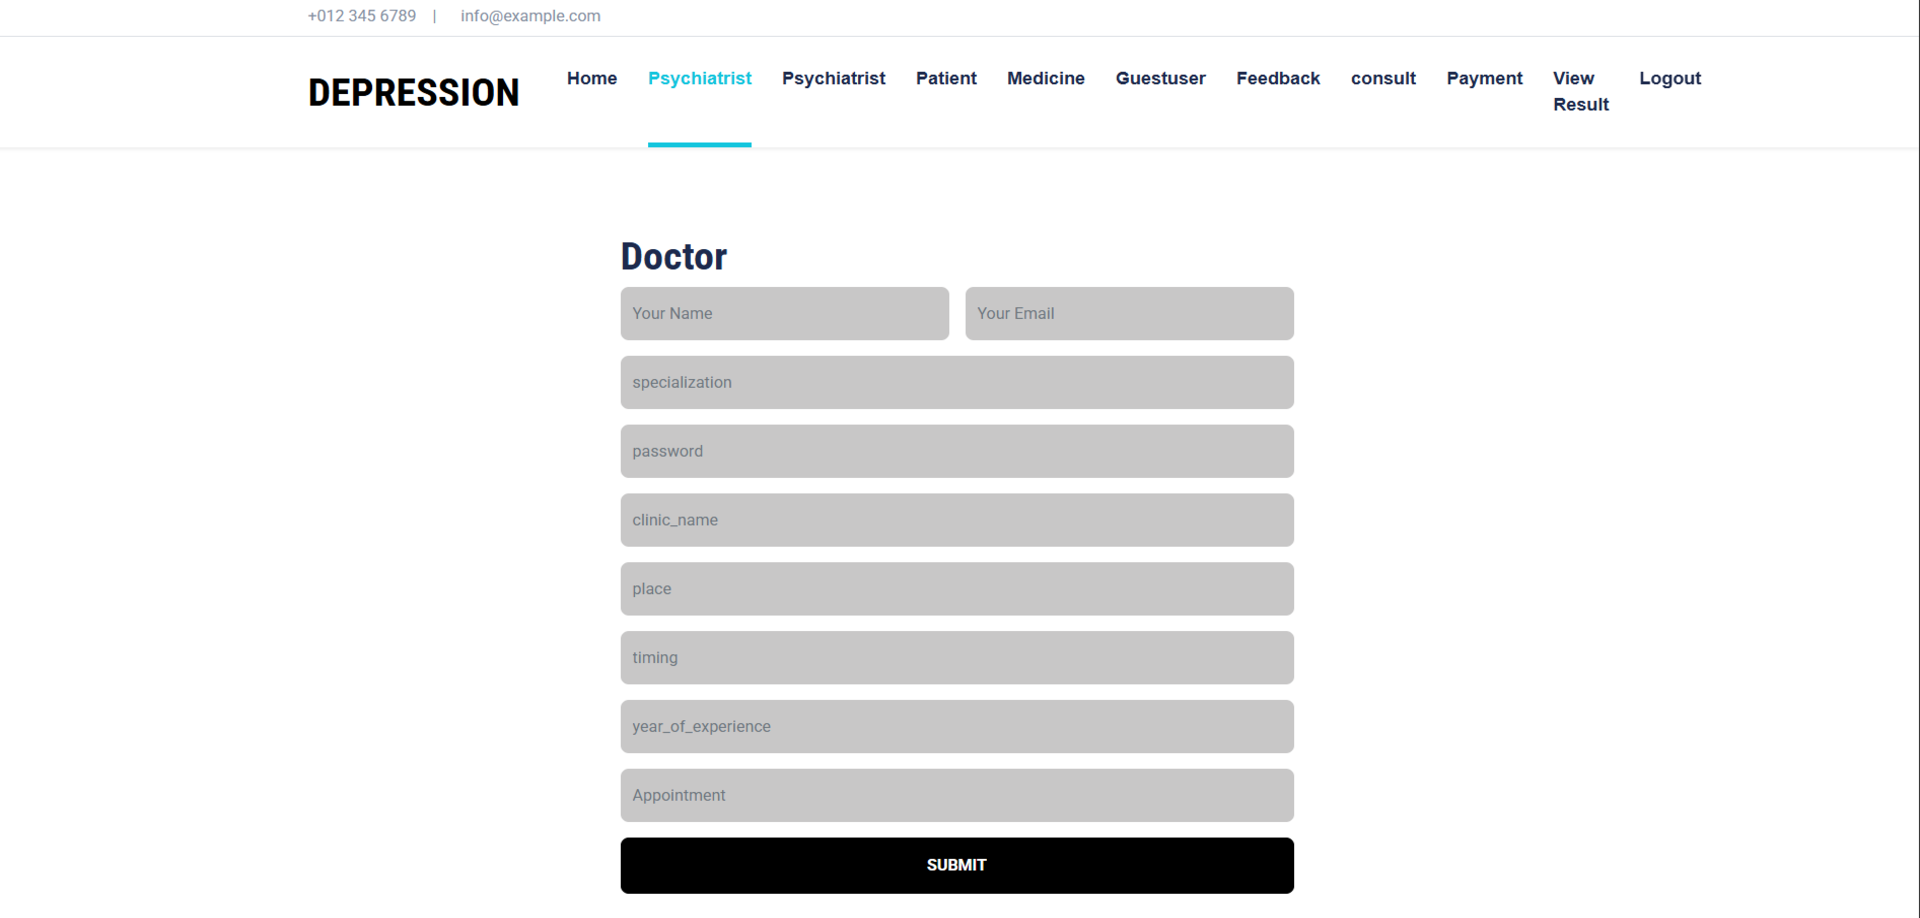 +012 345 6789 | info@example.com
DEPRESSION
Home Psychiatrist Psychiatrist Patient Medicine Guestuser Feedback consult Payment View Result Logout
Doctor
Your Name Your Email
specialization
password
clinic_name
place
timing
year_of_experience
Appointment
SUBMIT